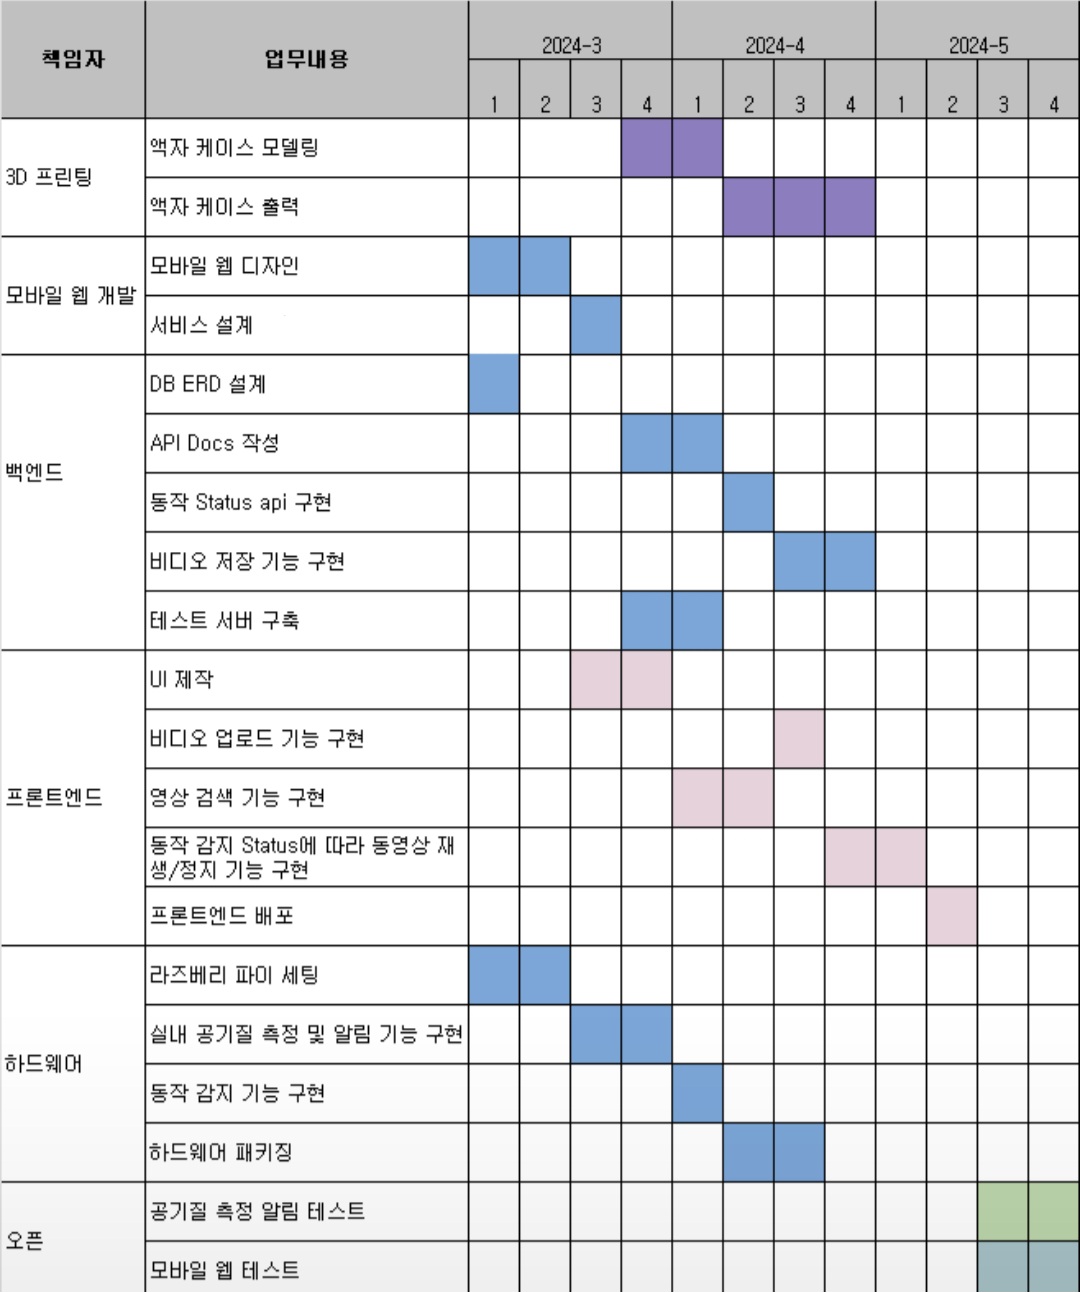 책임자
업무내용
2024-3
2024-4
2024-5
1 2 3 4 1 2 3 4 1 2 3 4
3D 프린팅
액자 케이스 모델링
액자 케이스 출력
모바일 웹 개발
모바일 웹 디자인
서비스 설계
백엔드
DB ERD 설계
API Docs 작성
동작 Status api 구현
비디오 저장 기능 구현
테스트 서버 구축
프론트엔드
UI 제작
비디오 업로드 기능 구현
영상 검색 기능 구현
동작 감지 Status에 따라 동영상 재
생/정지 기능 구현
프론트엔드 배포
하드웨어
라즈베리 파이 세팅
실내 공기질 측정 및 알림 기능 구현
동작 감지 기능 구현
하드웨어 패키징
오픈
공기질 측정 알림 테스트
모바일 웹 테스트